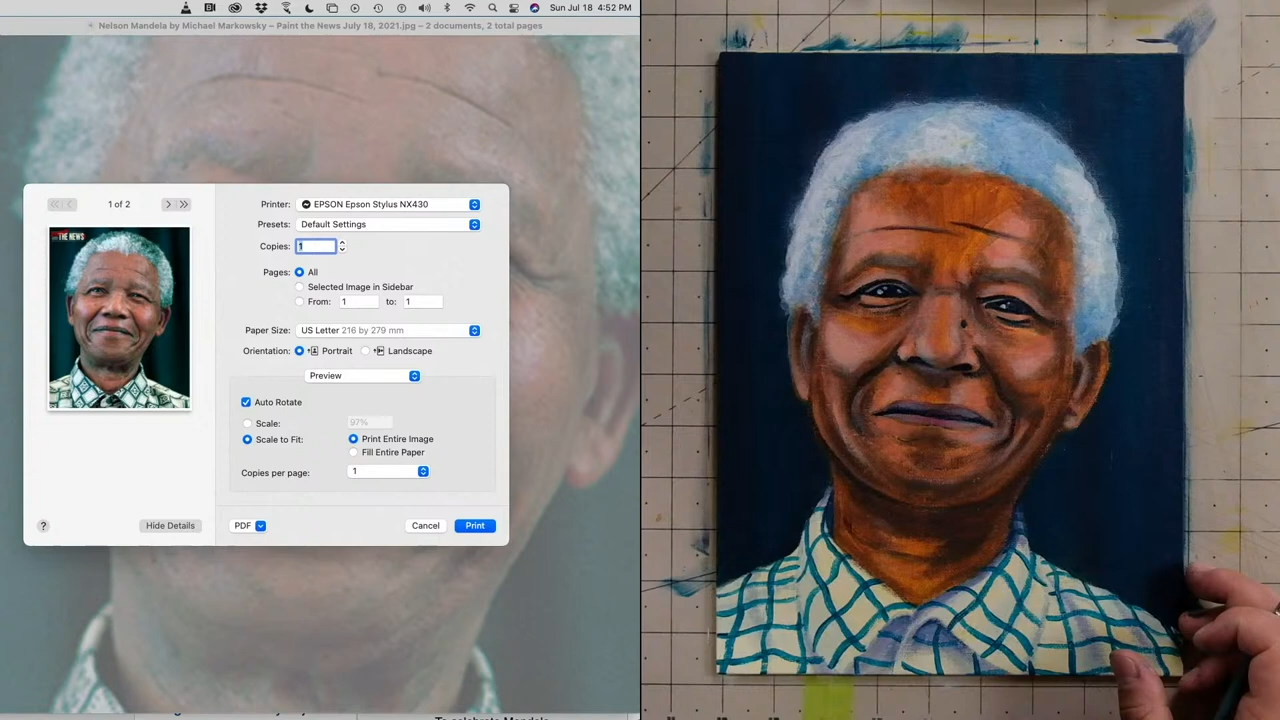 Sun Jul 18 4:52 PM
Nelson Mandela by Michael Markowsky – Paint the News July 18, 2021.jpg – 2 documents, 2 total pages
1 of 2
THE NEWS
Printer: EPSON Epson Stylus NX430
Presets: Default Settings
Copies: 1
Pages: All
Selected Image in Sidebar
From: 1 to: 1
Paper Size: US Letter 216 by 279 mm
Orientation: Portrait Landscape
Preview
Auto Rotate
Scale: 97%
Scale to Fit: Print Entire Image
Fill Entire Paper
Copies per page: 1
? Hide Details PDF Cancel Print
To celebrate Mandela